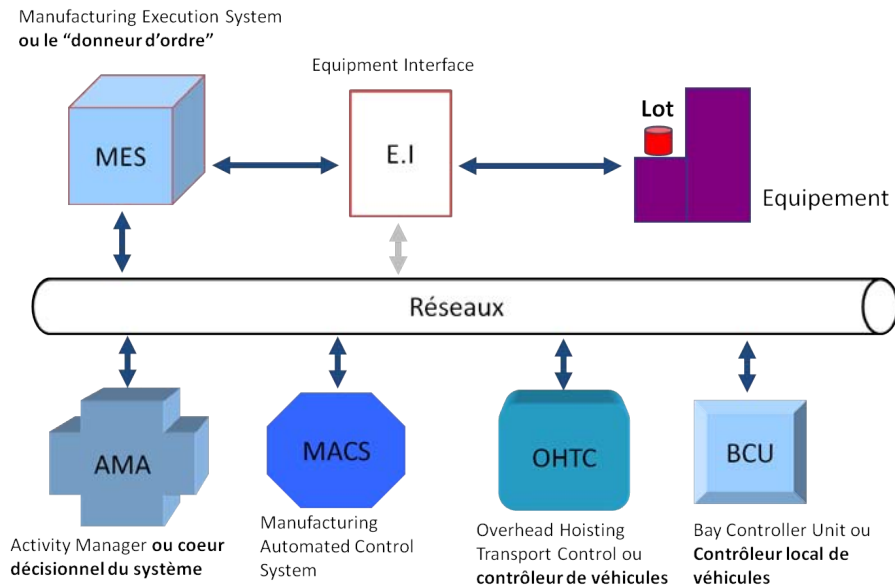 Manufacturing Execution System
ou le “donneur d’ordre”
Equipment Interface
MES
E.I
Lot
Equipement
Réseaux
AMA
MACS
OHTC
BCU
Activity Manager ou coeur
décisionnel du système
Manufacturing
Automated Control
System
Overhead Hoisting
Transport Control ou
contrôleur de véhicules
Bay Controller Unit ou
Contrôleur local de
véhicules